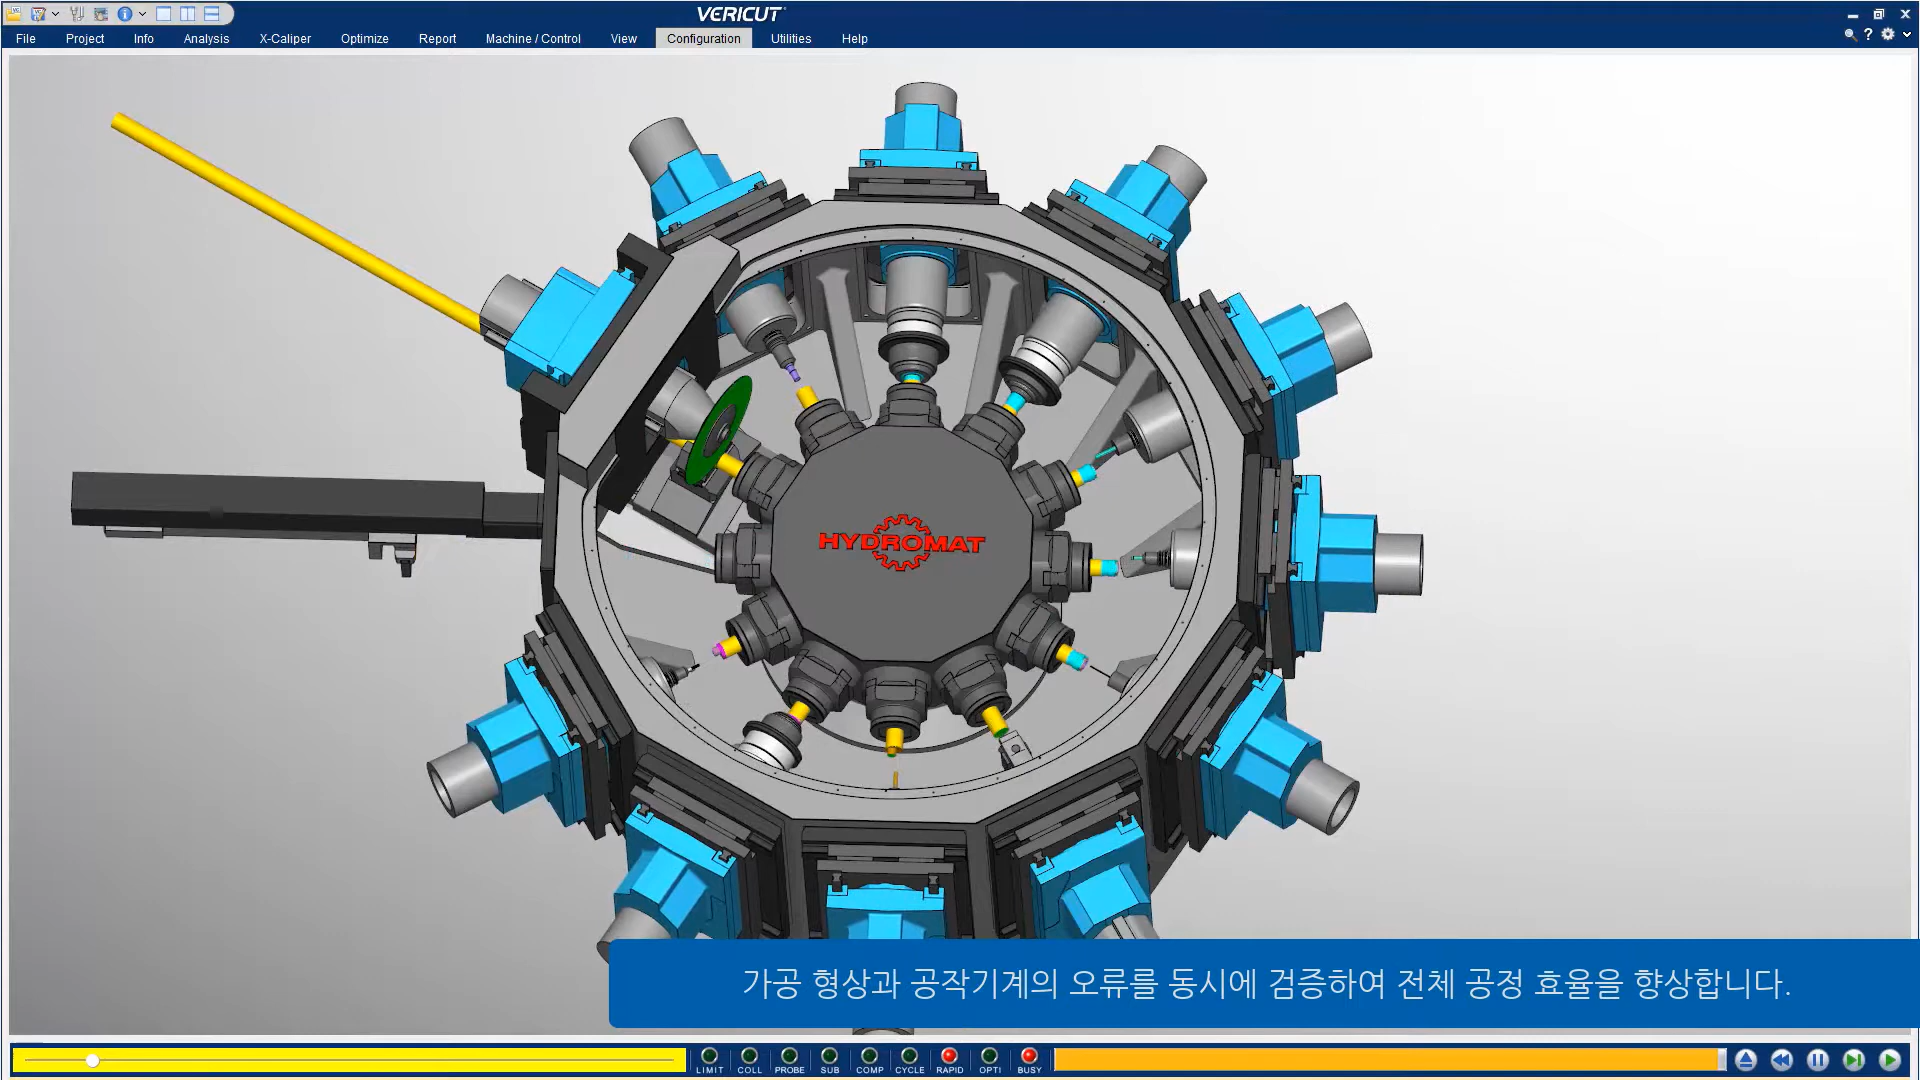 VERICUT
File Project Info Analysis X-Caliper Optimize Report Machine / Control View Configuration Utilities Help
HYDROMAT
가공 형상과 공작기계의 오류를 동시에 검증하여 전체 공정 효율을 향상합니다.
LIMIT COLL PROBE SUB COMP CYCLE RAPID OPTI BUSY